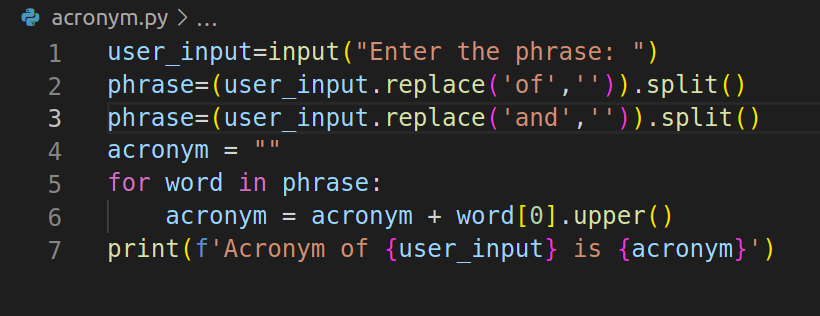 acronym.py > ...
1 user_input=input("Enter the phrase: ")
2 phrase=(user_input.replace('of','')).split()
3 phrase=(user_input.replace('and','')).split()
4 acronym = ""
5 for word in phrase:
6     acronym = acronym + word[0].upper()
7 print(f'Acronym of {user_input} is {acronym}')